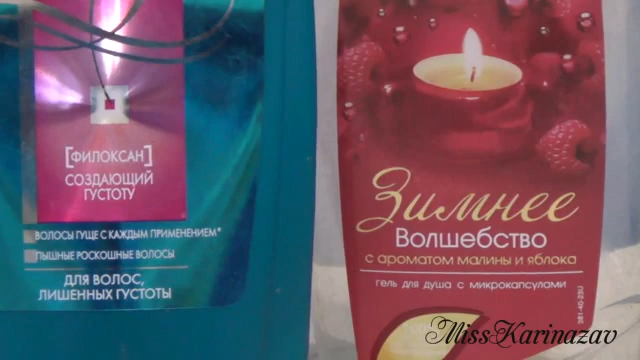 [ФИЛОКСАН]
СОЗДАЮЩИЙ
ГУСТОТУ
ВОЛОСЫ ГУЩЕ С КАЖДЫМ ПРИМЕНЕНИЕМ*
ПЫШНЫЕ РОСКОШНЫЕ ВОЛОСЫ
ДЛЯ ВОЛОС,
ЛИШЕННЫХ ГУСТОТЫ
Зимнее
Волшебство
с ароматом малины и яблока
гель для душа с микрокапсулами
MissKarinazav